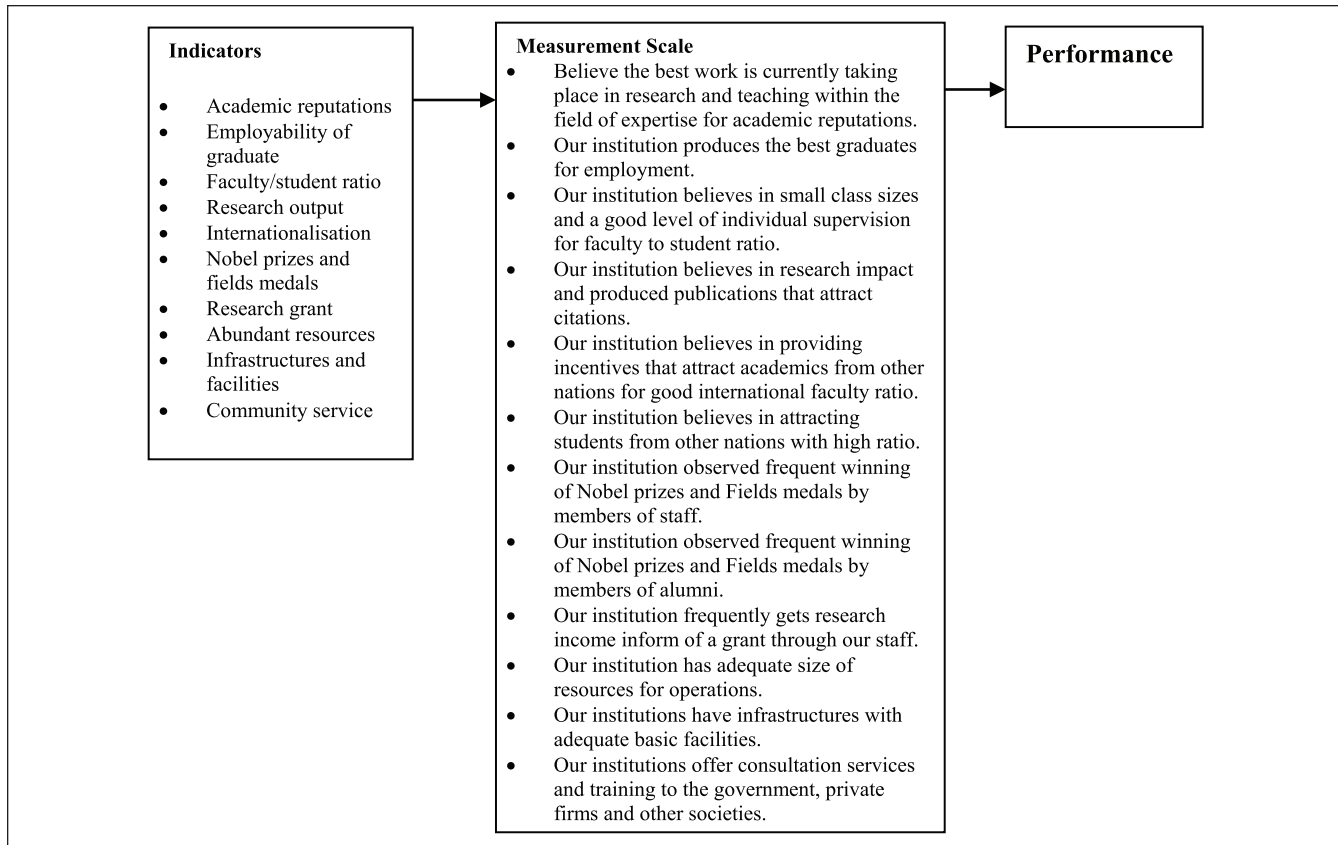 Indicators
• Academic reputations
• Employability of
graduate
• Faculty/student ratio
• Research output
• Internationalisation
• Nobel prizes and
fields medals
• Research grant
• Abundant resources
• Infrastructures and
facilities
• Community service
Measurement Scale
• Believe the best work is currently taking
place in research and teaching within the
field of expertise for academic reputations.
• Our institution produces the best graduates
for employment.
• Our institution believes in small class sizes
and a good level of individual supervision
for faculty to student ratio.
• Our institution believes in research impact
and produced publications that attract
citations.
• Our institution believes in providing
incentives that attract academics from other
nations for good international faculty ratio.
• Our institution believes in attracting
students from other nations with high ratio.
• Our institution observed frequent winning
of Nobel prizes and Fields medals by
members of staff.
• Our institution observed frequent winning
of Nobel prizes and Fields medals by
members of alumni.
• Our institution frequently gets research
income inform of a grant through our staff.
• Our institution has adequate size of
resources for operations.
• Our institutions have infrastructures with
adequate basic facilities.
• Our institutions offer consultation services
and training to the government, private
firms and other societies.
Performance